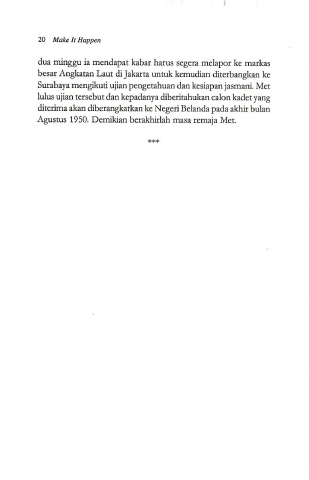 20 Make It Happen
dua minggu ia mendapat kabar harus segera melapor ke markas
besar Angkatan Laut di Jakarta untuk kemudian diterbangkan ke
Surabaya mengikuti ujian pengetahuan dan kesiapan jasmani. Met
lulus ujian tersebut dan kepadanya diberitahukan calon kadet yang
diterima akan diberangkatkan ke Negeri Belanda pada akhir bulan
Agustus 1950. Demikian berakhirlah masa remaja Met.
***